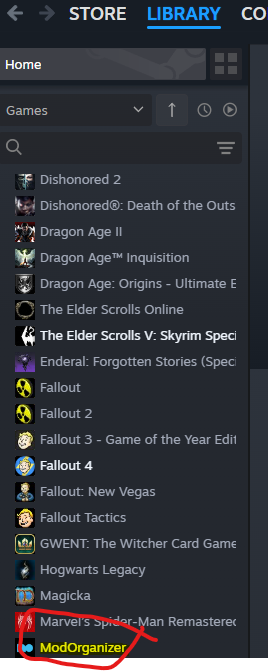 STORE LIBRARY CO
Home
Games
Dishonored 2
Dishonored®: Death of the Outs
Dragon Age II
Dragon Age™ Inquisition
Dragon Age: Origins - Ultimate E
The Elder Scrolls Online
The Elder Scrolls V: Skyrim Speci
Enderal: Forgotten Stories (Speci
Fallout
Fallout 2
Fallout 3 - Game of the Year Edit
Fallout 4
Fallout: New Vegas
Fallout Tactics
GWENT: The Witcher Card Game
Hogwarts Legacy
Magicka
Marvel's Spider-Man Remastered
ModOrganizer